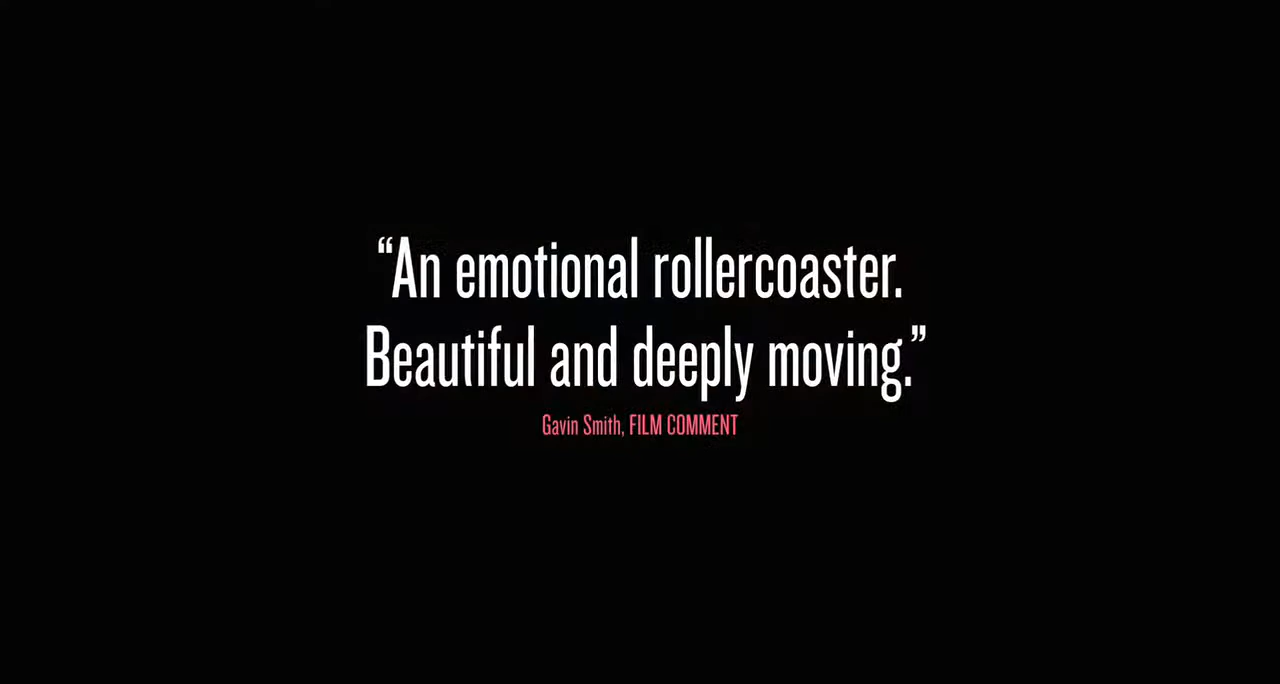 “An emotional rollercoaster.
Beautiful and deeply moving.”
Gavin Smith, FILM COMMENT